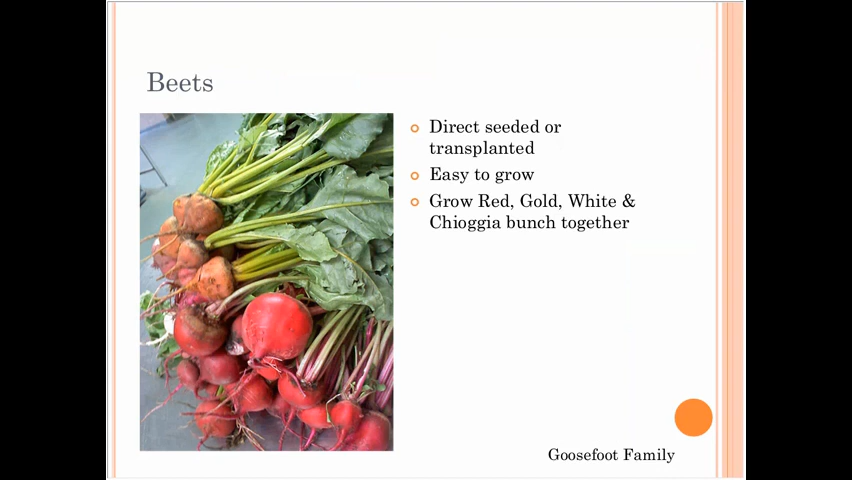 Beets
Direct seeded or
transplanted
Easy to grow
Grow Red, Gold, White &
Chioggia bunch together
Goosefoot Family